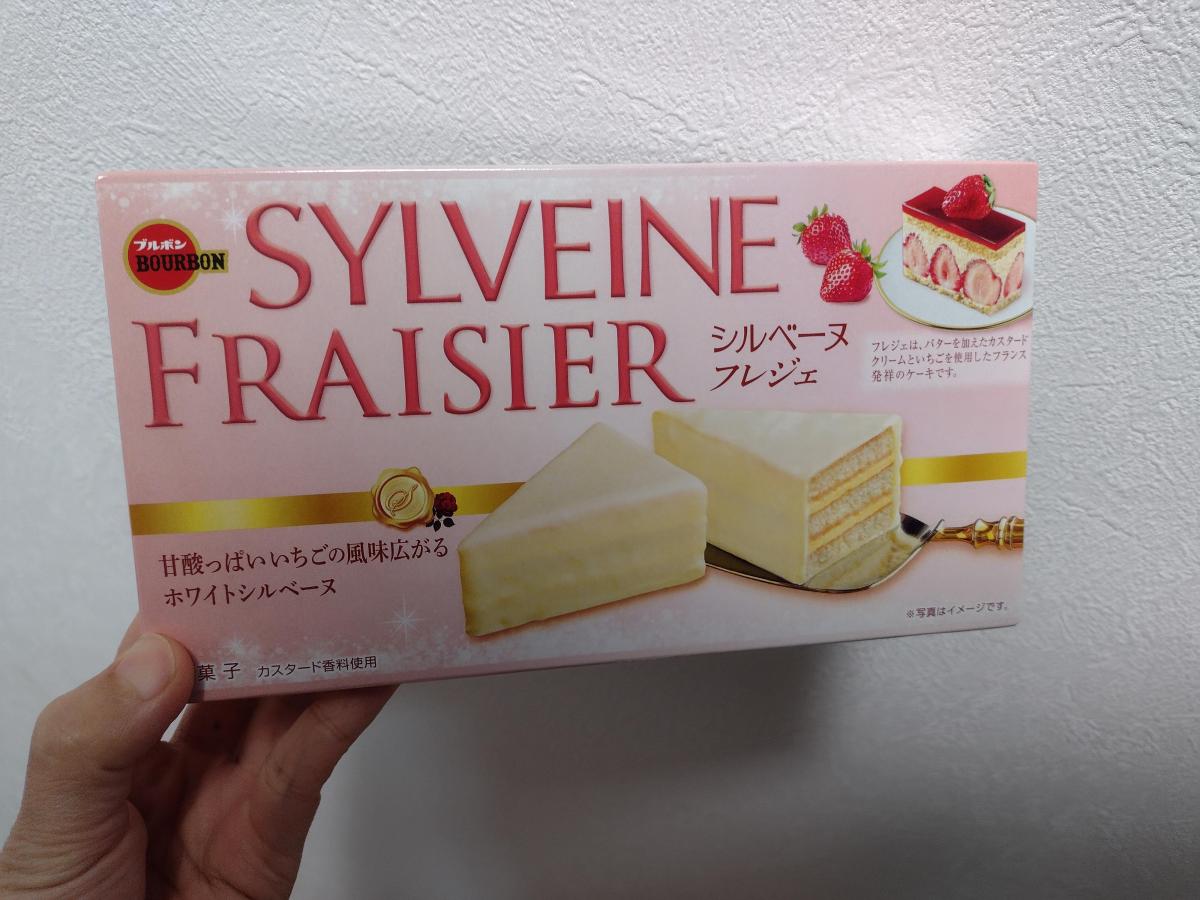 ブルボン
BOURBON
SYLVEINE
FRAISIER
シルベーヌ
フレジェ
フレジェは、バターを加えたカスタード
クリームといちごを使用したフランス
発祥のケーキです。
甘酸っぱいいちごの風味広がる
ホワイトシルベーヌ
※写真はイメージです。
菓子 カスタード香料使用